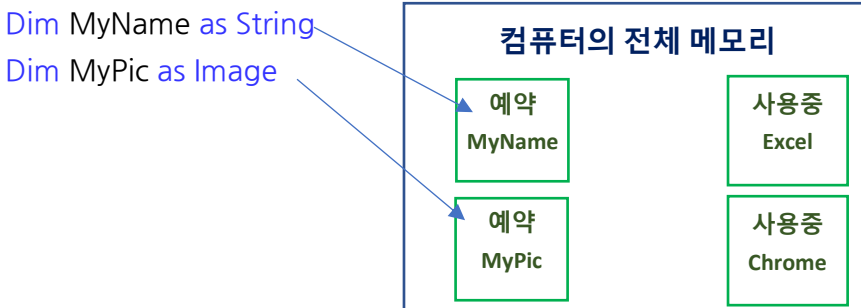 Dim MyName as String
Dim MyPic as Image
컴퓨터의 전체 메모리
예약
MyName
사용중
Excel
예약
MyPic
사용중
Chrome